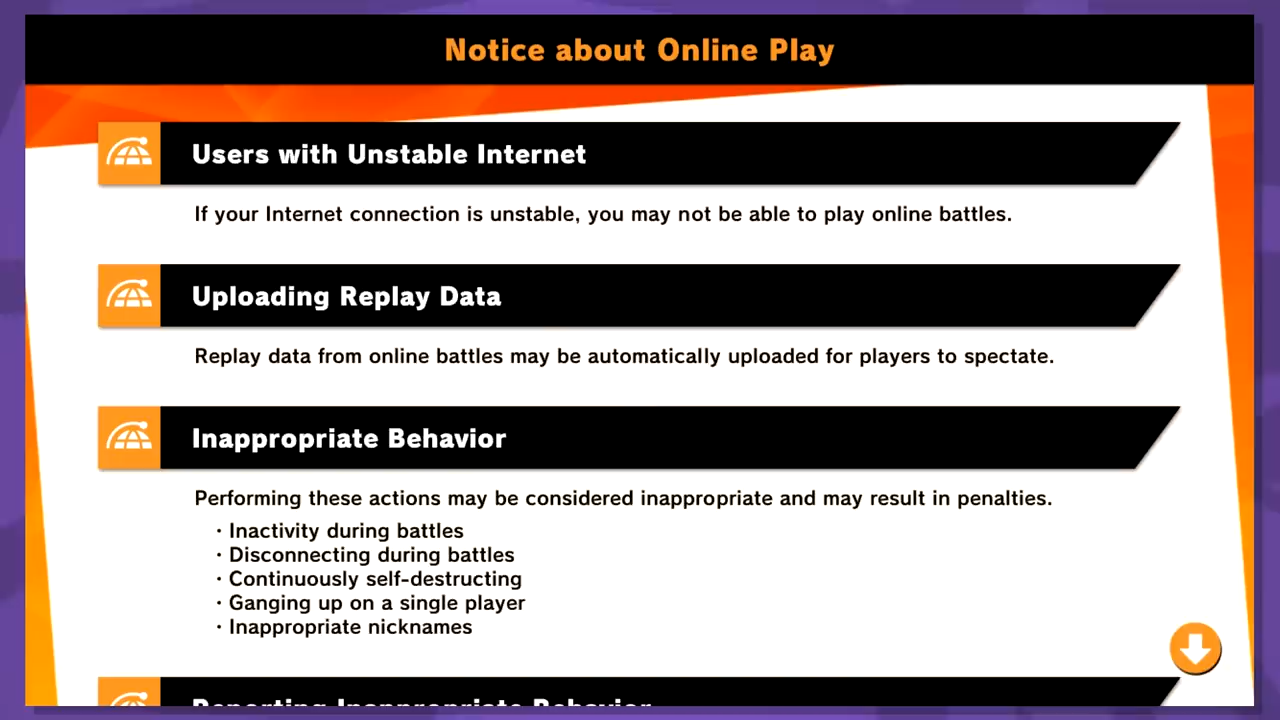 Notice about Online Play
Users with Unstable Internet
If your Internet connection is unstable, you may not be able to play online battles.
Uploading Replay Data
Replay data from online battles may be automatically uploaded for players to spectate.
Inappropriate Behavior
Performing these actions may be considered inappropriate and may result in penalties.
· Inactivity during battles
· Disconnecting during battles
· Continuously self-destructing
· Ganging up on a single player
· Inappropriate nicknames
Reporting Inappropriate Behavior